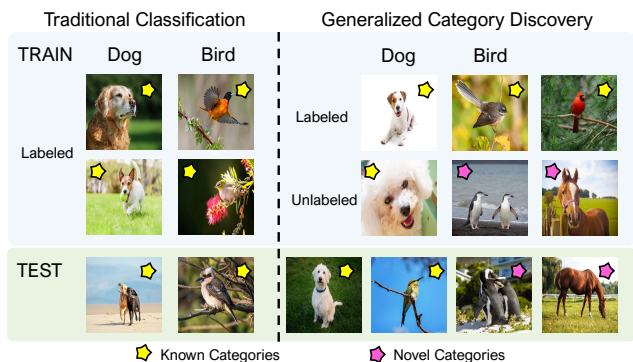 Traditional Classification
Generalized Category Discovery
TRAIN
Dog
Bird
Dog
Bird
Labeled
Labeled
Unlabeled
TEST
Known Categories
Novel Categories